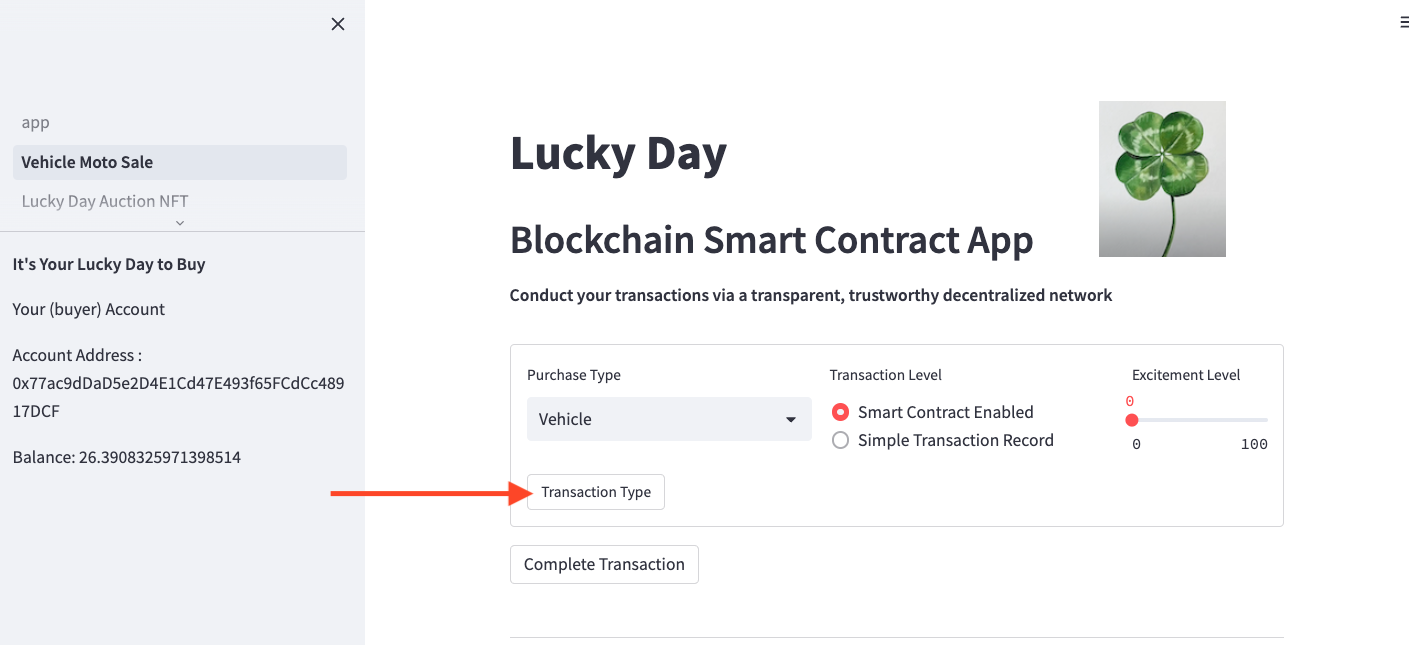 app
Vehicle Moto Sale
Lucky Day Auction NFT
It's Your Lucky Day to Buy
Your (buyer) Account
Account Address :
0x77ac9dDaD5e2D4E1Cd47E493f65FCdCc489
17DCF
Balance: 26.3908325971398514
Lucky Day
Blockchain Smart Contract App
Conduct your transactions via a transparent, trustworthy decentralized network
Purchase Type
Vehicle
Transaction Level
Smart Contract Enabled
Simple Transaction Record
Excitement Level
0
0 100
Transaction Type
Complete Transaction